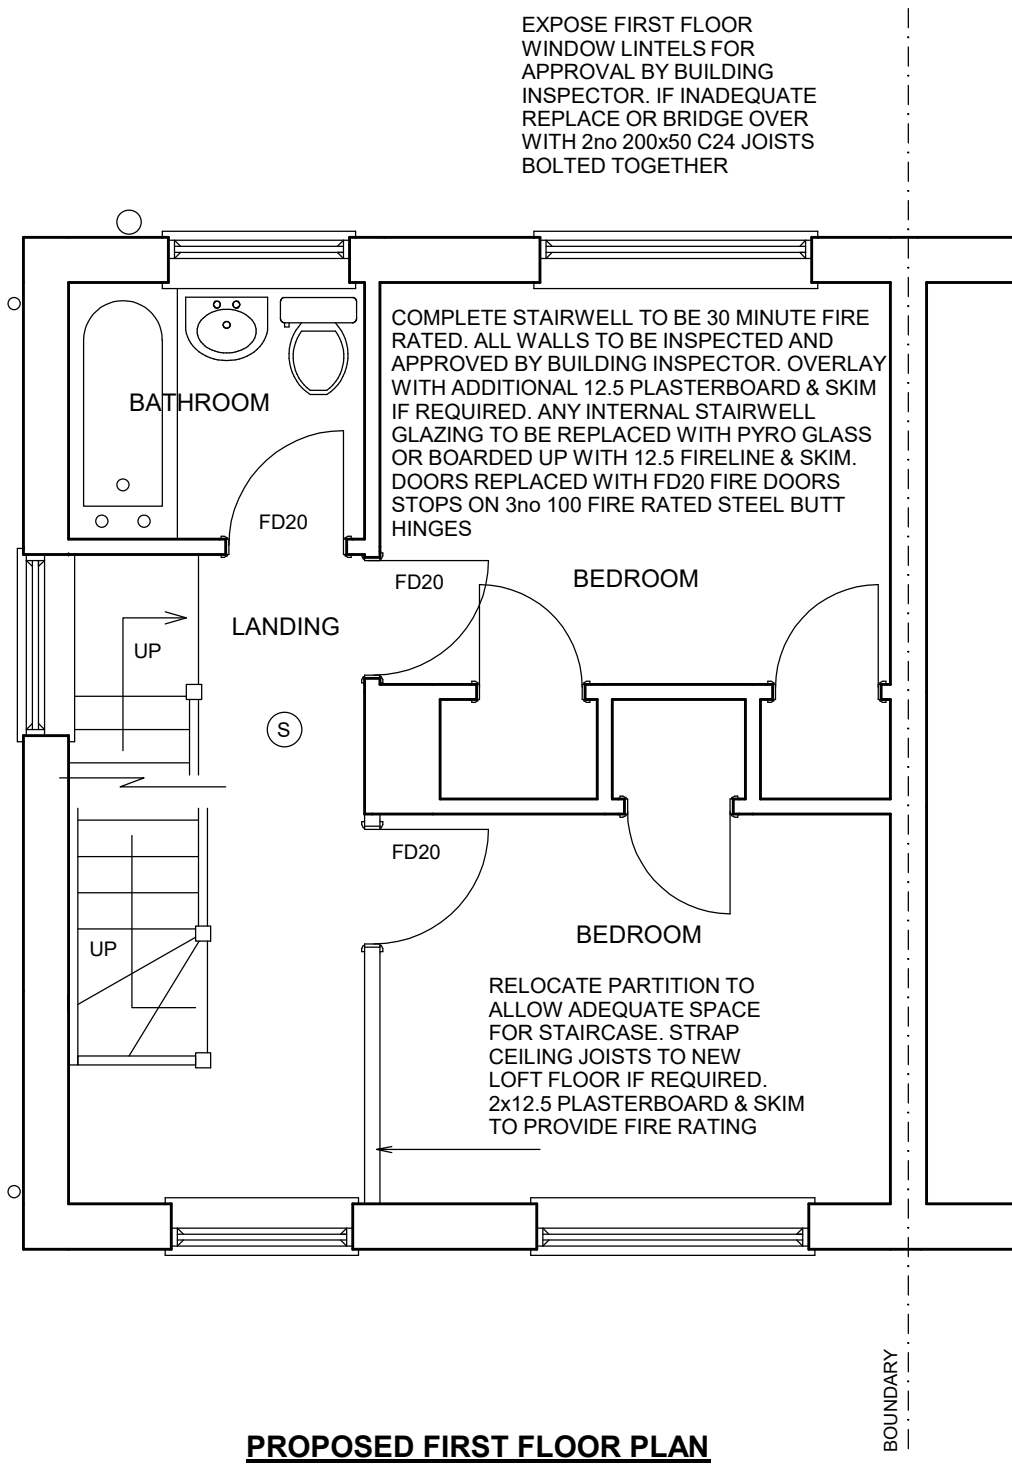 EXPOSE FIRST FLOOR
WINDOW LINTELS FOR
APPROVAL BY BUILDING
INSPECTOR. IF INADEQUATE
REPLACE OR BRIDGE OVER
WITH 2no 200x50 C24 JOISTS
BOLTED TOGETHER
COMPLETE STAIRWELL TO BE 30 MINUTE FIRE
RATED. ALL WALLS TO BE INSPECTED AND
APPROVED BY BUILDING INSPECTOR. OVERLAY
WITH ADDITIONAL 12.5 PLASTERBOARD & SKIM
IF REQUIRED. ANY INTERNAL STAIRWELL
GLAZING TO BE REPLACED WITH PYRO GLASS
OR BOARDED UP WITH 12.5 FIRELINE & SKIM.
DOORS REPLACED WITH FD20 FIRE DOORS
STOPS ON 3no 100 FIRE RATED STEEL BUTT
HINGES
BATHROOM
FD20
FD20
BEDROOM
LANDING
UP
S
FD20
UP
BEDROOM
RELOCATE PARTITION TO
ALLOW ADEQUATE SPACE
FOR STAIRCASE. STRAP
CEILING JOISTS TO NEW
LOFT FLOOR IF REQUIRED.
2x12.5 PLASTERBOARD & SKIM
TO PROVIDE FIRE RATING
BOUNDARY
PROPOSED FIRST FLOOR PLAN